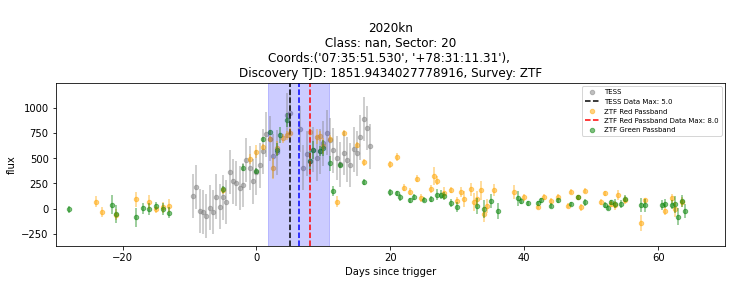 2020kn
Class: nan, Sector: 20
Coords:('07:35:51.530', '+78:31:11.31'),
Discovery TJD: 1851.9434027778916, Survey: ZTF
TESS
TESS Data Max: 5.0
ZTF Red Passband
ZTF Red Passband Data Max: 8.0
ZTF Green Passband
flux
1000
750
500
250
0
−250
−20
0
20
40
60
Days since trigger